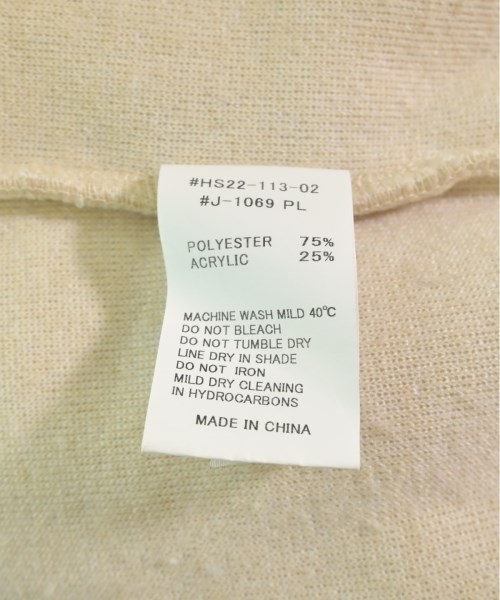 #HS22-113-02
#J-1069 PL
POLYESTER 75%
ACRYLIC 25%
MACHINE WASH MILD 40℃
DO NOT BLEACH
DO NOT TUMBLE DRY
LINE DRY IN SHADE
DO NOT IRON
MILD DRY CLEANING
IN HYDROCARBONS
MADE IN CHINA